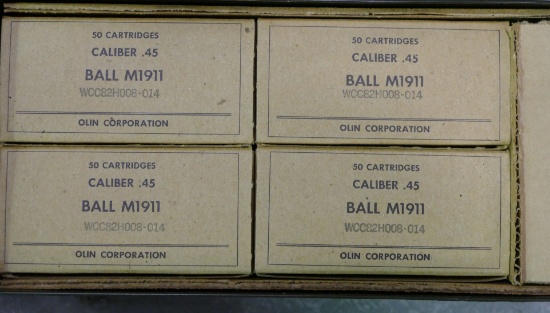 50 CARTRIDGES
CALIBER .45
BALL M1911
WCC82H008-014
OLIN CORPORATION
50 CARTRIDGES
CALIBER .45
BALL M1911
WCC82H008-014
OLIN CORPORATION
50 CARTRIDGES
CALIBER .45
BALL M1911
WCC82H008-014
OLIN CORPORATION
50 CARTRIDGES
CALIBER .45
BALL M1911
WCC82H008-014
OLIN CORPORATION